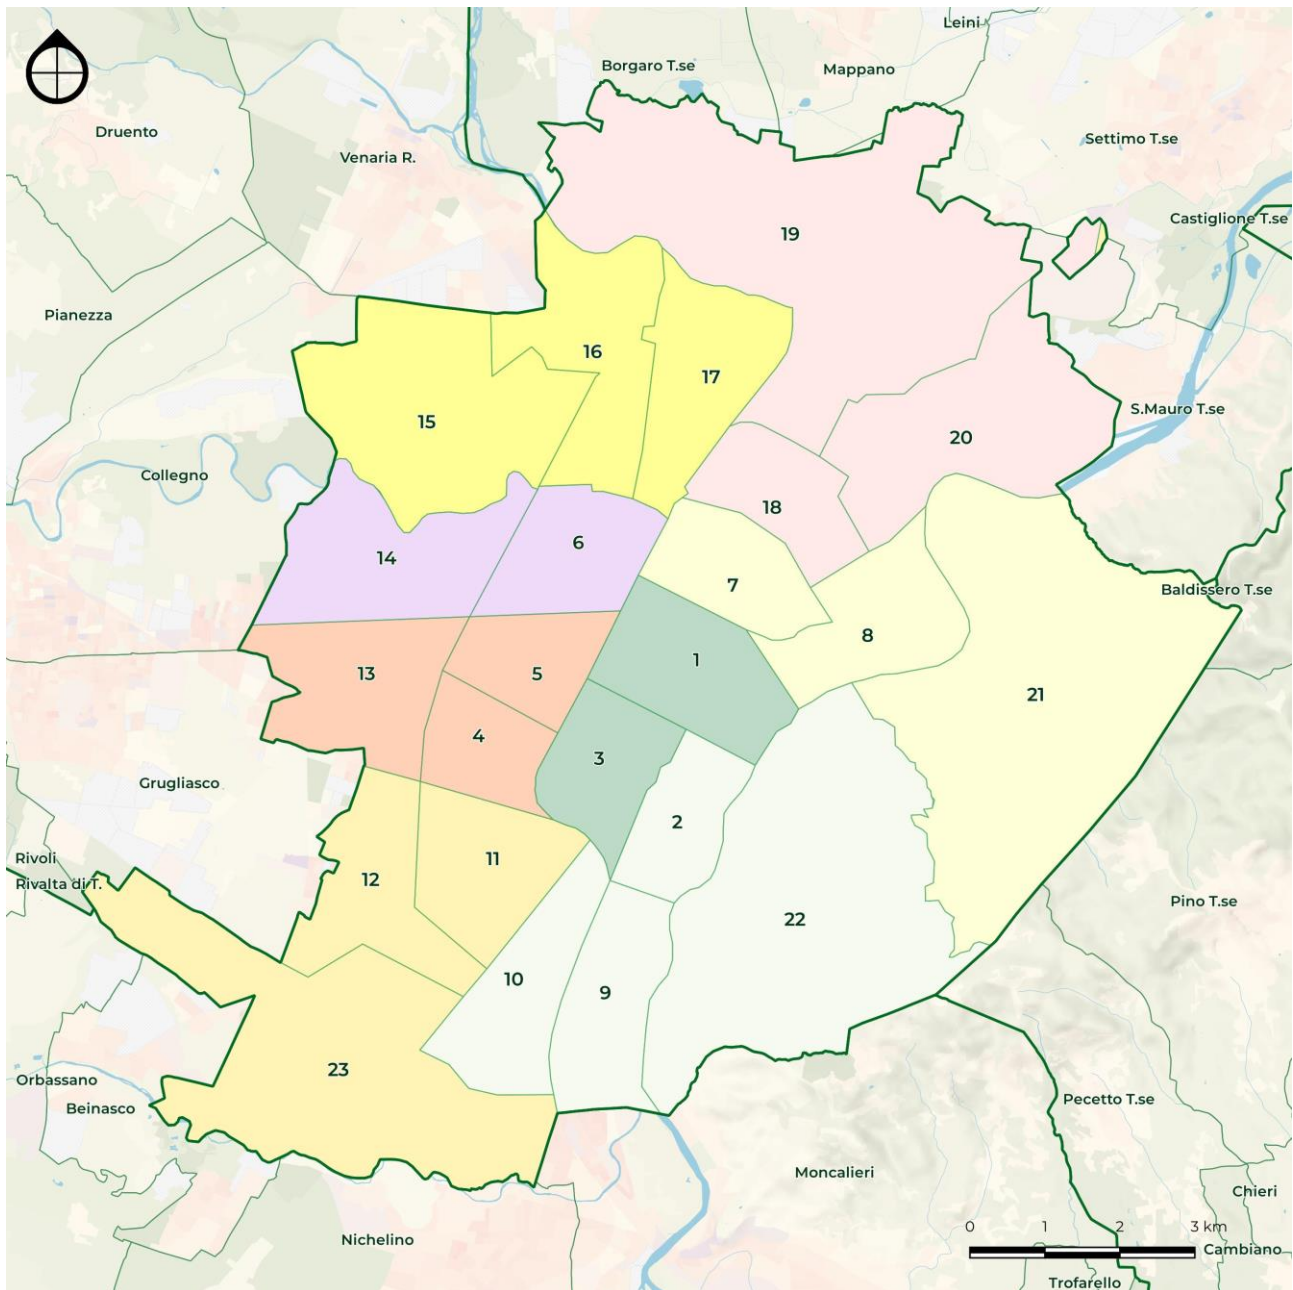 Leini
Borgaro T.se
Mappano
Druento
Settimo T.se
Venaria R.
Castiglione T.se
19
Pianezza
16
17
S.Mauro T.se
15
20
Collegno
18
6
14
7
Baldissero T.se
8
1
13
5
21
4
3
Grugliasco
2
Rivoli
11
Rivalta di T.
12
Pino T.se
22
10
9
23
Orbassano
Beinasco
Pecetto T.se
Moncalieri
Chieri
0 1 2 3 km
Nichelino
Cambiano
Trofarello